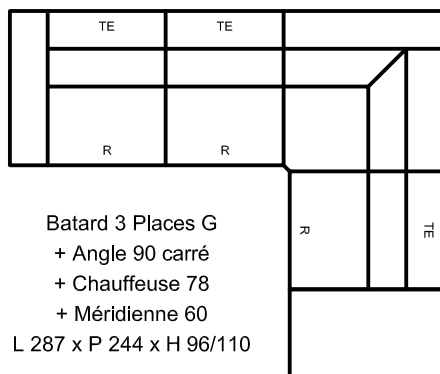 TE TE
R R
R TE
Batard 3 Places G
+ Angle 90 carré
+ Chauffeuse 78
+ Méridienne 60
L 287 x P 244 x H 96/110